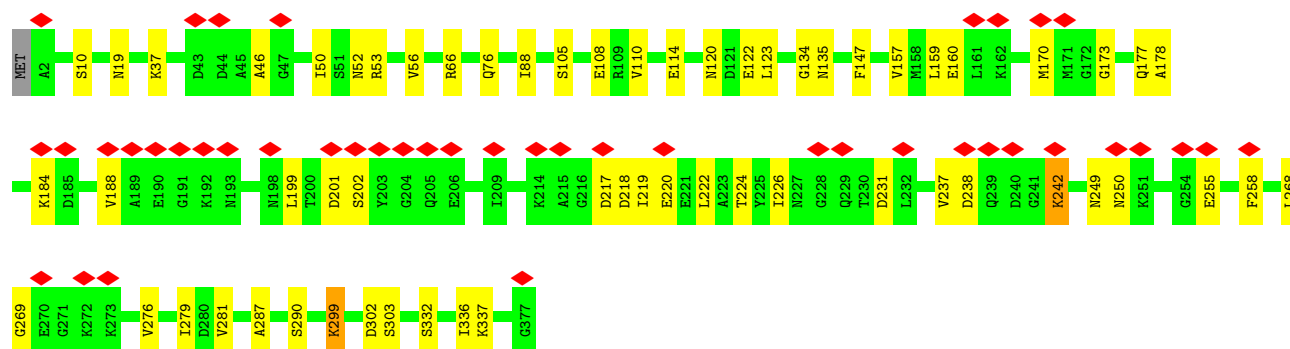 MET A2 S10 N19 K37 D43 D44 A45 A46 G47 I50 S51 N52 R53 V56 R66 Q76 I88 S105 E108 R109 V110 E114 N120 D121 E122 L123 G134 N135 F147 V157 M158 L159 E160 L161 K162 M170 M171 G172 G173 Q177 A178
K184 D185 V188 A189 E190 G191 K192 N193 N198 L199 T200 D201 S202 Y203 G204 Q205 E206 I209 K214 A215 G216 D217 D218 I219 E220 E221 L222 A223 T224 Y225 I226 N227 G228 Q229 T230 D231 L232 V237 D238 Q239 D240 G241 K242 N249 N250 K251 G254 E255 F258 L268
G269 E270 G271 K272 K273 V276 I279 D280 V281 A287 S290 K299 D302 S303 S332 I336 K337 G377